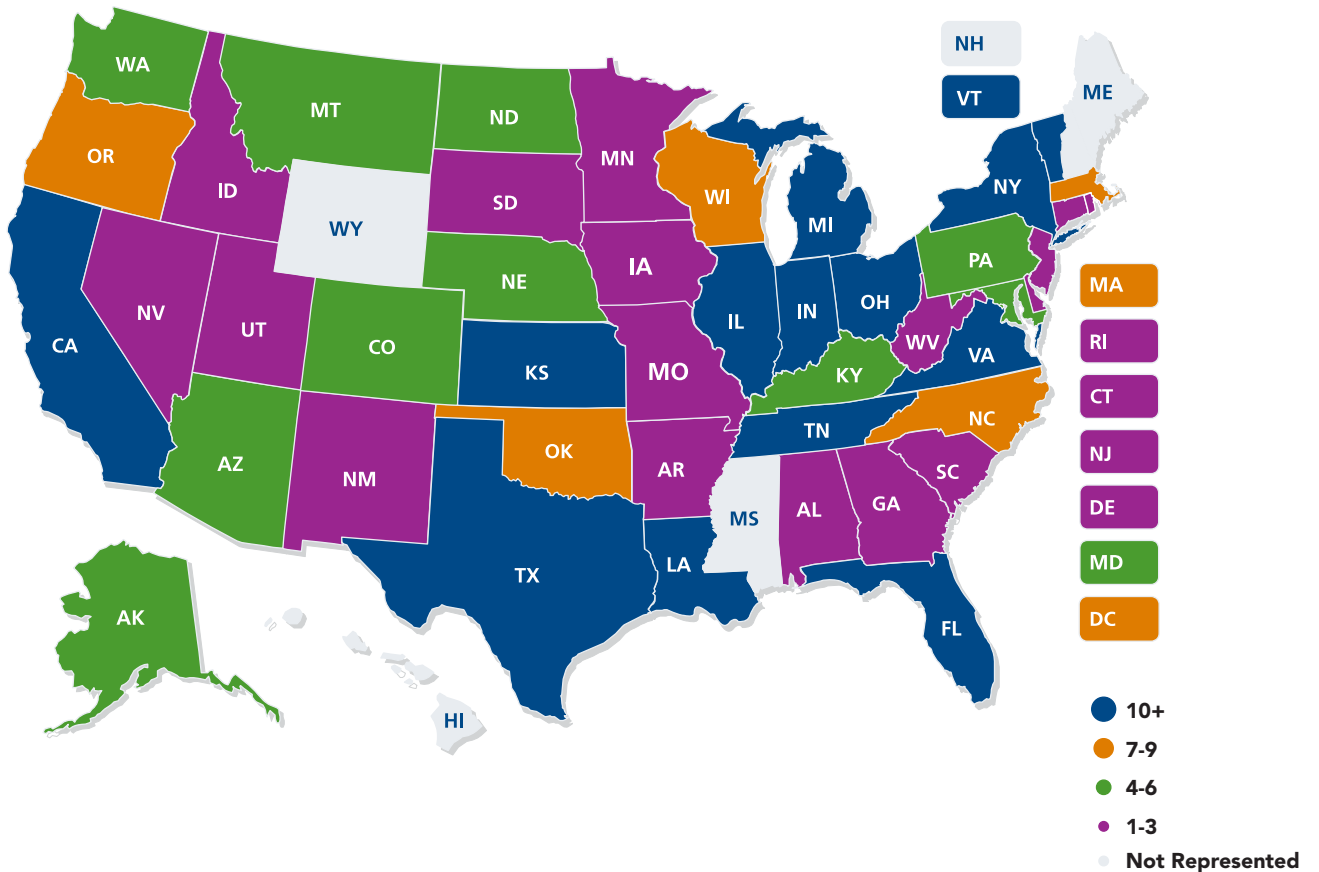 NH
VT
ME
WA
MT
ND
MN
OR
ID
SD
WI
NY
MI
WY
IA
NE
PA
MA
NV
UT
CO
IL
IN
OH
RI
CA
KS
MO
KY
WV
VA
CT
AZ
NM
OK
AR
TN
NC
NJ
SC
MS
AL
GA
DE
TX
LA
MD
AK
FL
DC
HI
10+
7-9
4-6
1-3
Not Represented